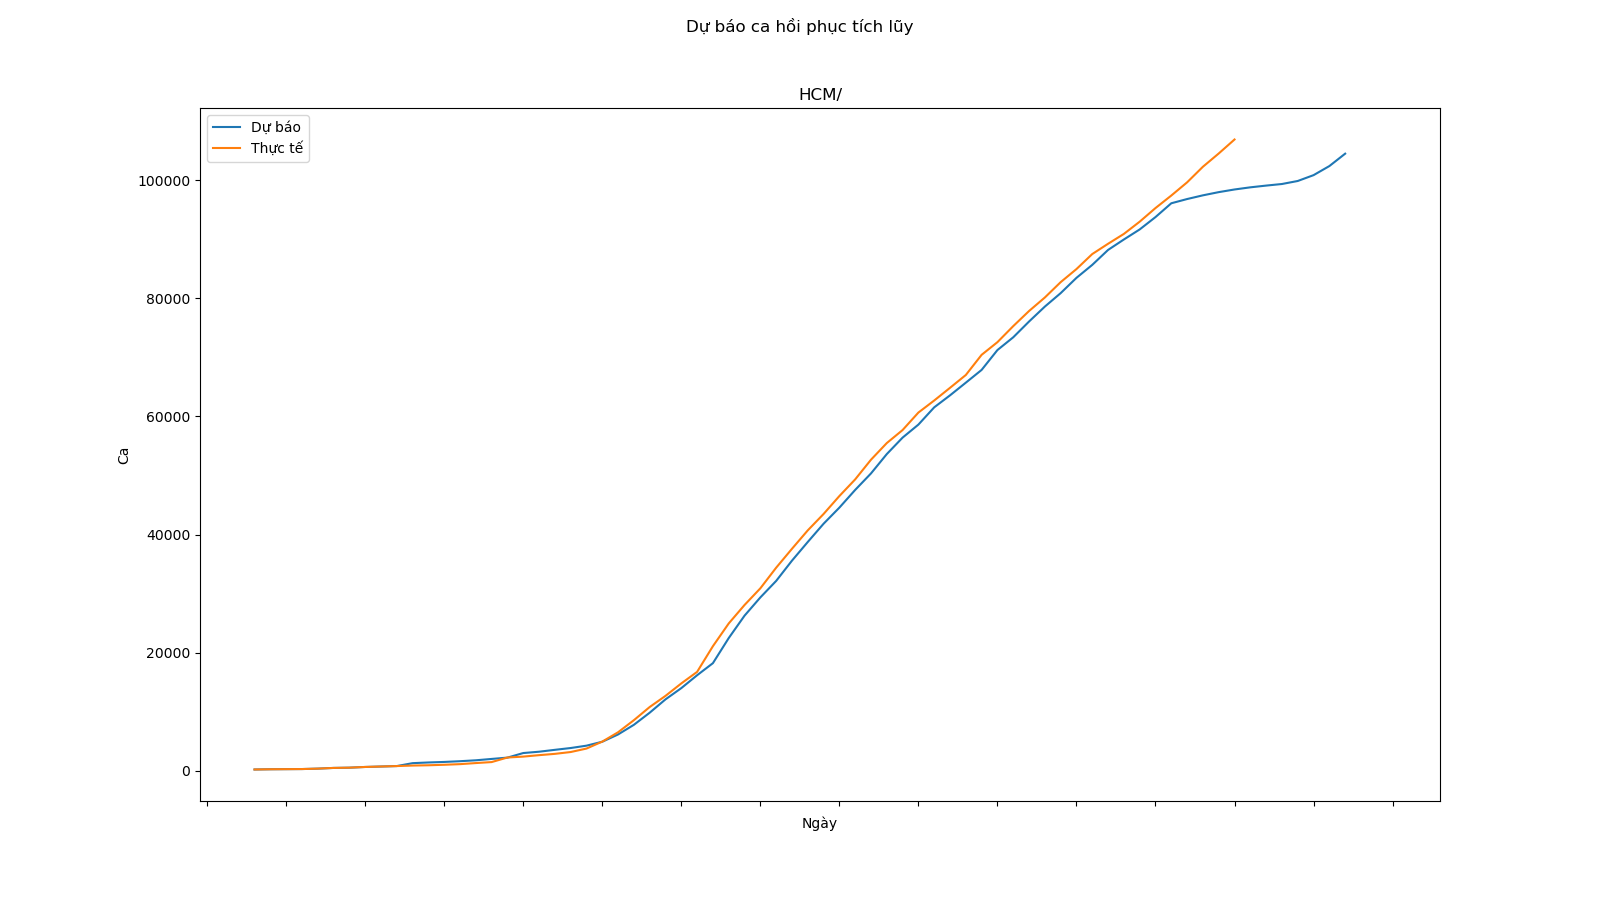 Dự báo ca hồi phục tích lũy
HCM/
Dự báo
Thực tế
100000
80000
60000
40000
20000
0
Ca
Ngày